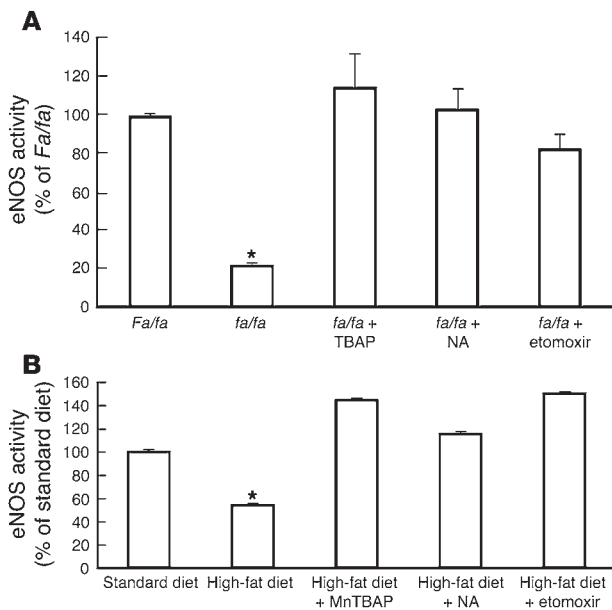 A
eNOS activity
(% of Fa/fa)
140
120
100
80
60
40
20
0
*
Fa/fa
fa/fa
fa/fa +
TBAP
fa/fa +
NA
fa/fa +
etomoxir
B
eNOS activity
(% of standard diet)
160
140
120
100
80
60
40
20
0
*
Standard diet
High-fat diet
High-fat diet
+ MnTBAP
High-fat diet
+ NA
High-fat diet
+ etomoxir